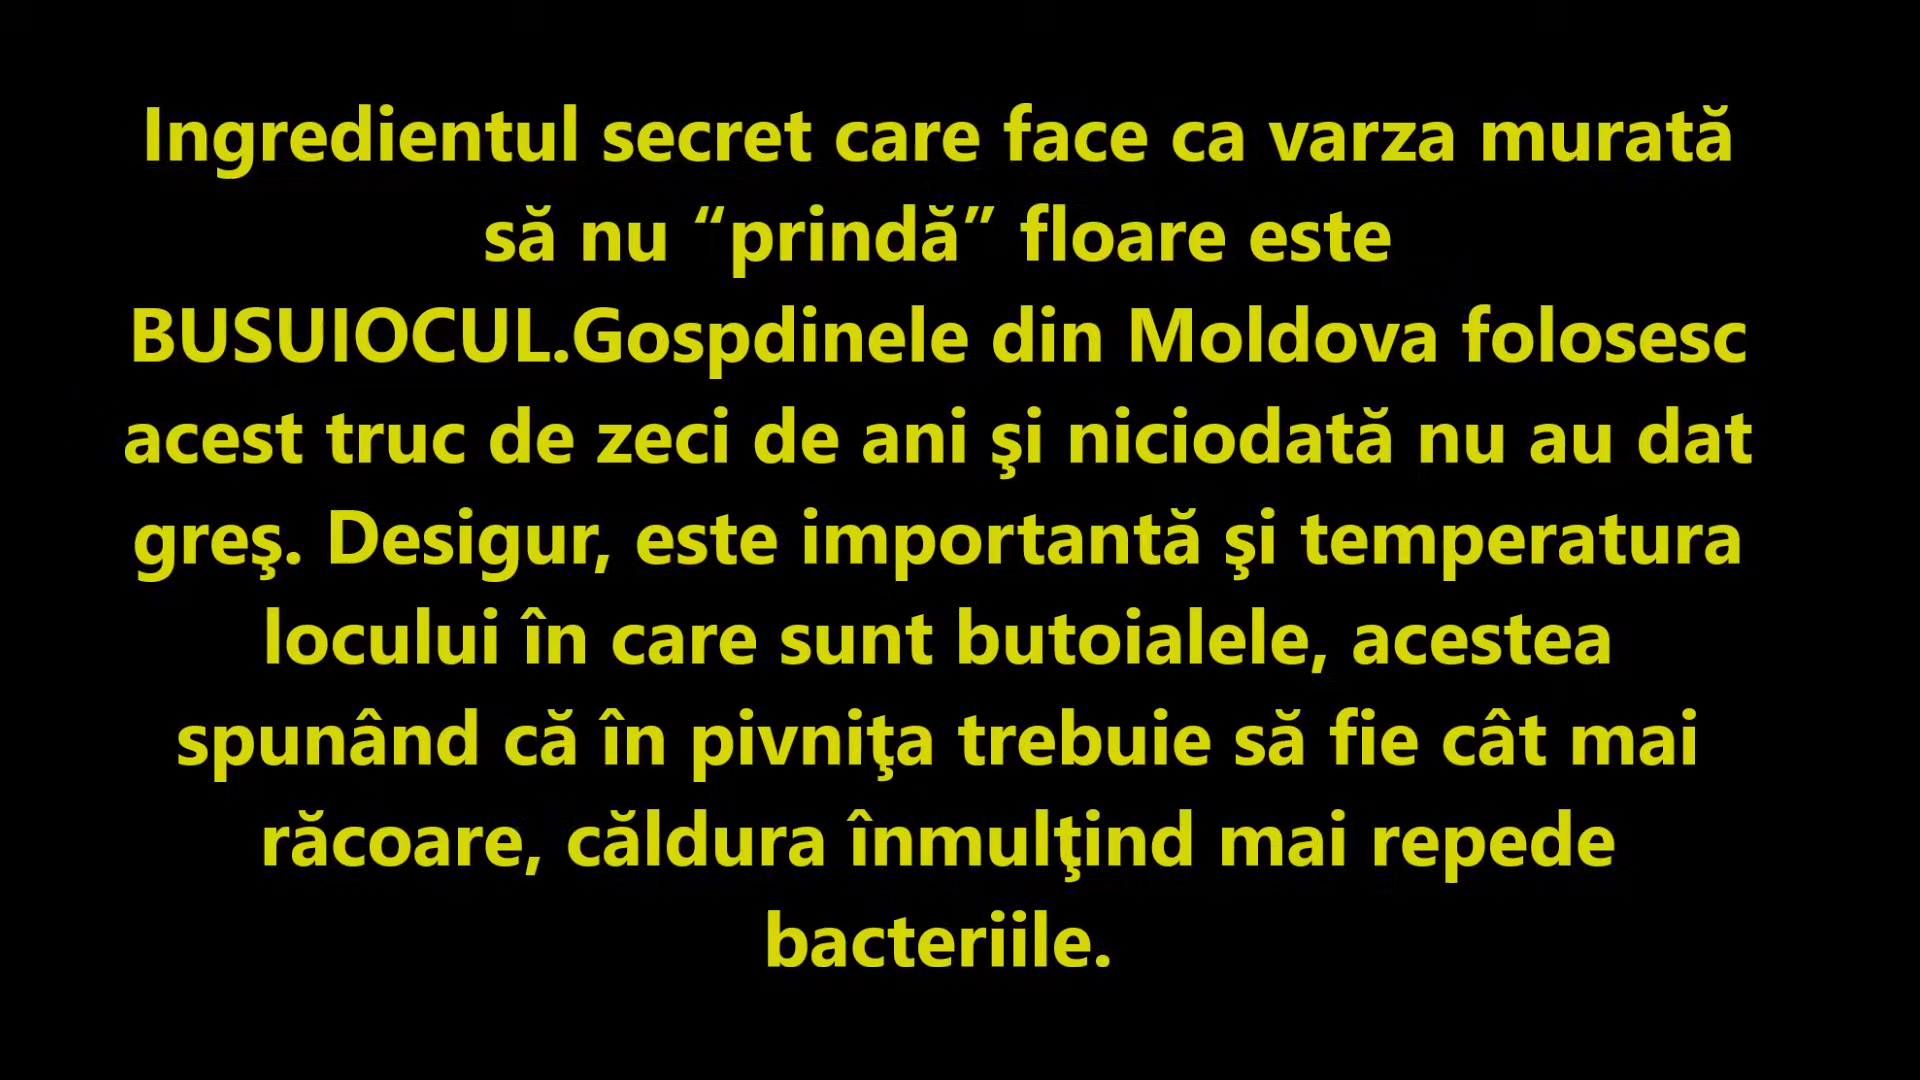 Ingredientul secret care face ca varza murată
să nu “prindă” floare este
BUSUIOCUL.Gospdinele din Moldova folosesc
acest truc de zeci de ani şi niciodată nu au dat
greş. Desigur, este importantă şi temperatura
locului în care sunt butoialele, acestea
spunând că în pivniţa trebuie să fie cât mai
răcoare, căldura înmulţind mai repede
bacteriile.